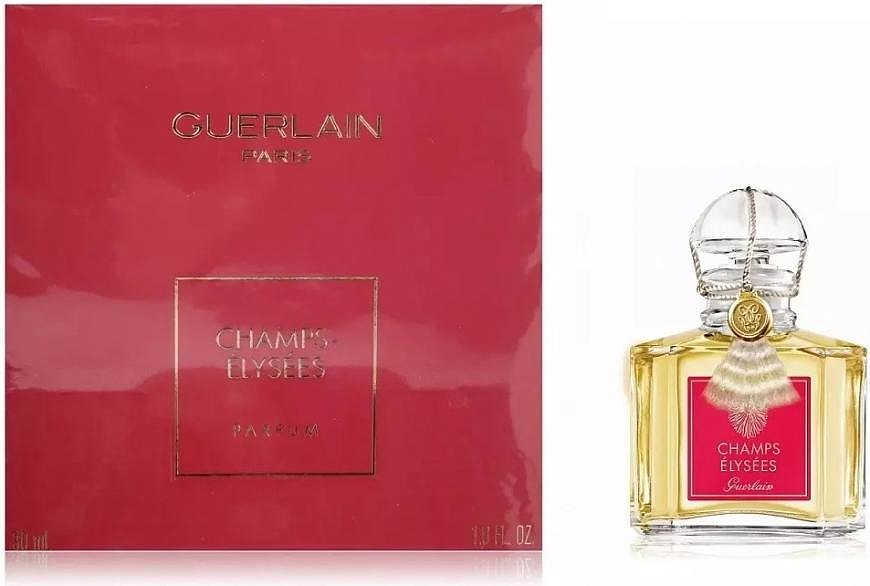 GUERLAIN
PARIS
CHAMPS-
ÉLYSÉES
PARFUM
30 ml
1.0 FL. OZ.
CHAMPS
ÉLYSÉES
Guerlain